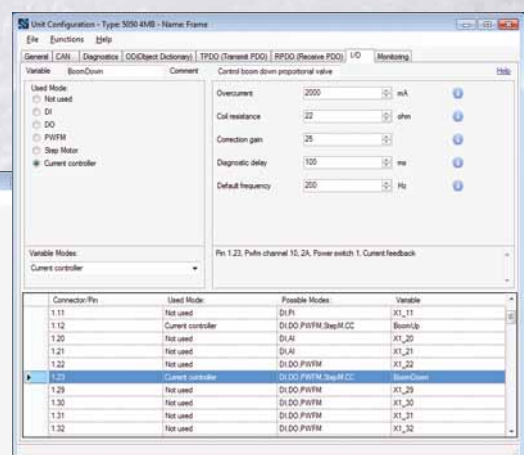 Unit Configuration - Type: 5050 4MB - Name: Frame
File Functions Help
General CAN Diagnostics OD(Object Dictionary) TPDO (Transmit PDO) RPDO (Receive PDO) I/O Monitoring
Variable BoomDown Comment Control boom down proportional valve Help
Used Mode:
Not used
DI
DO
PWFM
Step Motor
Current controller
Overcurrent 2000 mA
Coil resistance 22 ohm
Correction gain 25
Diagnostic delay 100 ms
Default frequency 200 Hz
Variable Modes:
Current controller
Pin 1.23, Pwfm channel 10, 2A, Power switch 1, Current feedback
Connector/Pin Used Mode: Possible Modes: Variable
1.11 Not used DI,FI X1_11
1.12 Current controller DI,DO,PWFM,StepM,CC BoomUp
1.20 Not used DI,AI X1_20
1.21 Not used DI,AI X1_21
1.22 Not used DI,DO,PWFM X1_22
1.23 Current controller DI,DO,PWFM,StepM,CC BoomDown
1.29 Not used DI,DO,PWFM X1_29
1.30 Not used DI,DO,PWFM X1_30
1.31 Not used DI,DO,PWFM X1_31
1.32 Not used DI,DO,PWFM X1_32